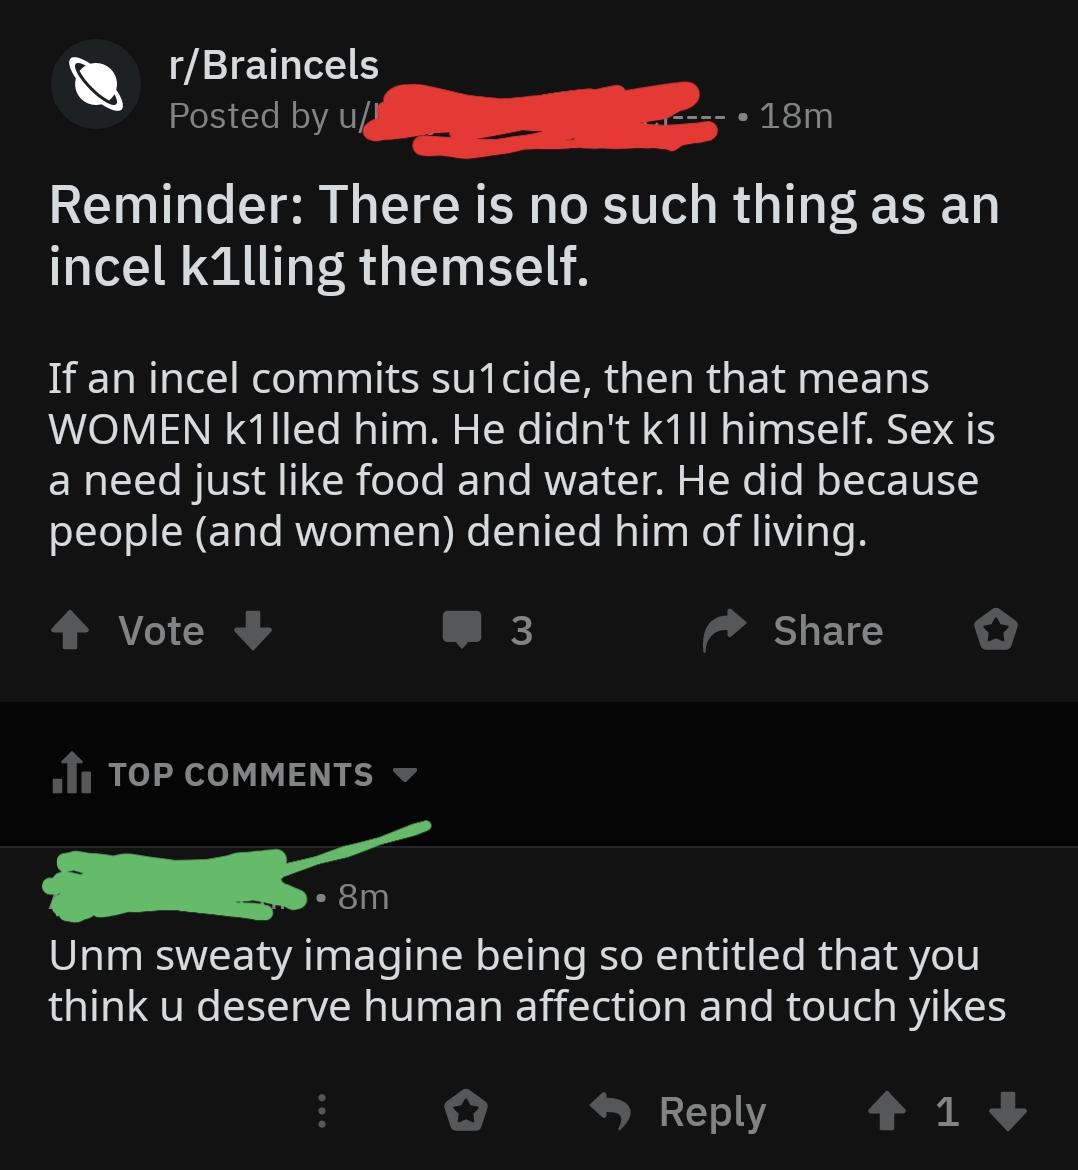 r/Braincels
Posted by u/ • 18m
Reminder: There is no such thing as an
incel k1lling themself.
If an incel commits su1cide, then that means
WOMEN k1lled him. He didn't k1ll himself. Sex is
a need just like food and water. He did because
people (and women) denied him of living.
Vote 3 Share
TOP COMMENTS
• 8m
Unm sweaty imagine being so entitled that you
think u deserve human affection and touch yikes
Reply 1